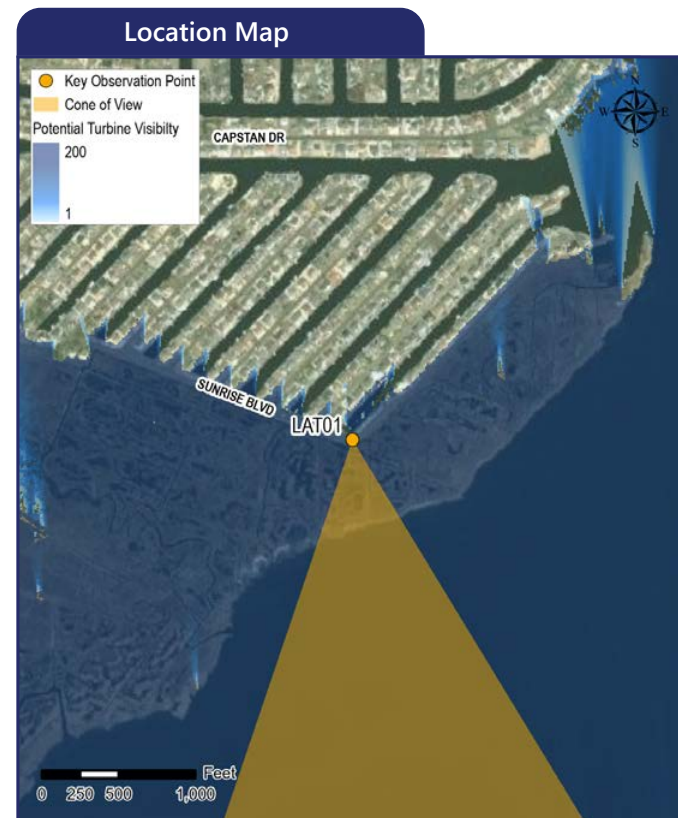 Location Map
Key Observation Point
Cone of View
Potential Turbine Visibilty
200
1
N
W
E
S
CAPSTAN DR
SUNRISE BLVD
LAT01
Feet
0 250 500 1,000